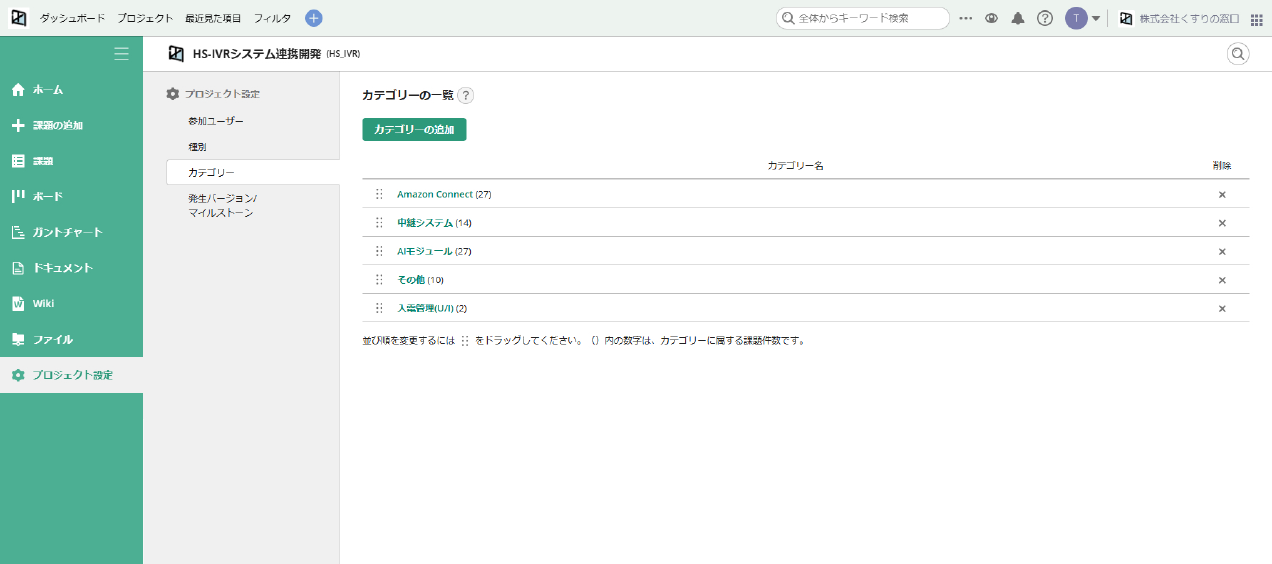 ダッシュボード プロジェクト 最近見た項目 フィルタ
全体からキーワード検索
T
株式会社くすりの窓口
HS-IVRシステム連携開発 (HS_IVR)
ホーム
課題の追加
課題
ボード
ガントチャート
ドキュメント
Wiki
ファイル
プロジェクト設定
プロジェクト設定
参加ユーザー
種別
カテゴリー
発生バージョン/
マイルストーン
カテゴリーの一覧 ?
カテゴリーの追加
カテゴリー名 削除
Amazon Connect (27)
中継システム (14)
AIモジュール (27)
その他 (10)
入電管理(U/I) (2)
並び順を変更するには をドラッグしてください。() 内の数字は、カテゴリーに属する課題件数です。